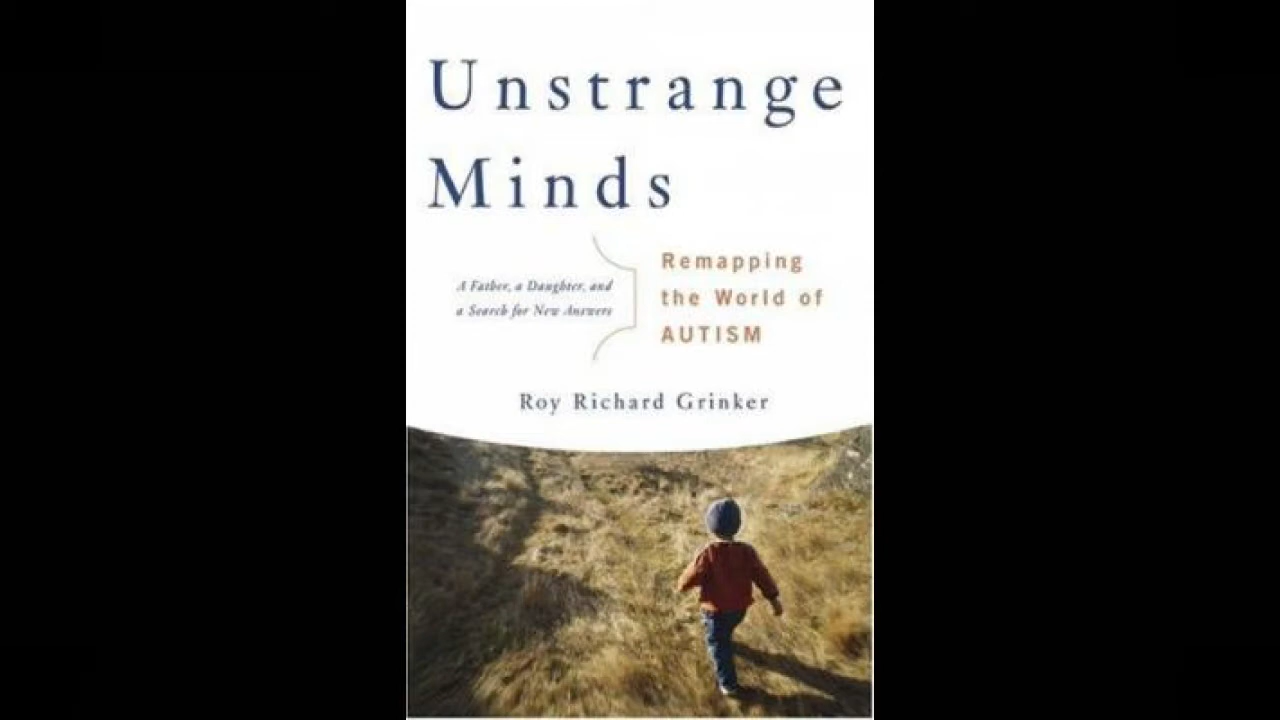 Unstrange
Minds
A Father, a Daughter, and
a Search for New Answers
Remapping
the World of
AUTISM
Roy Richard Grinker